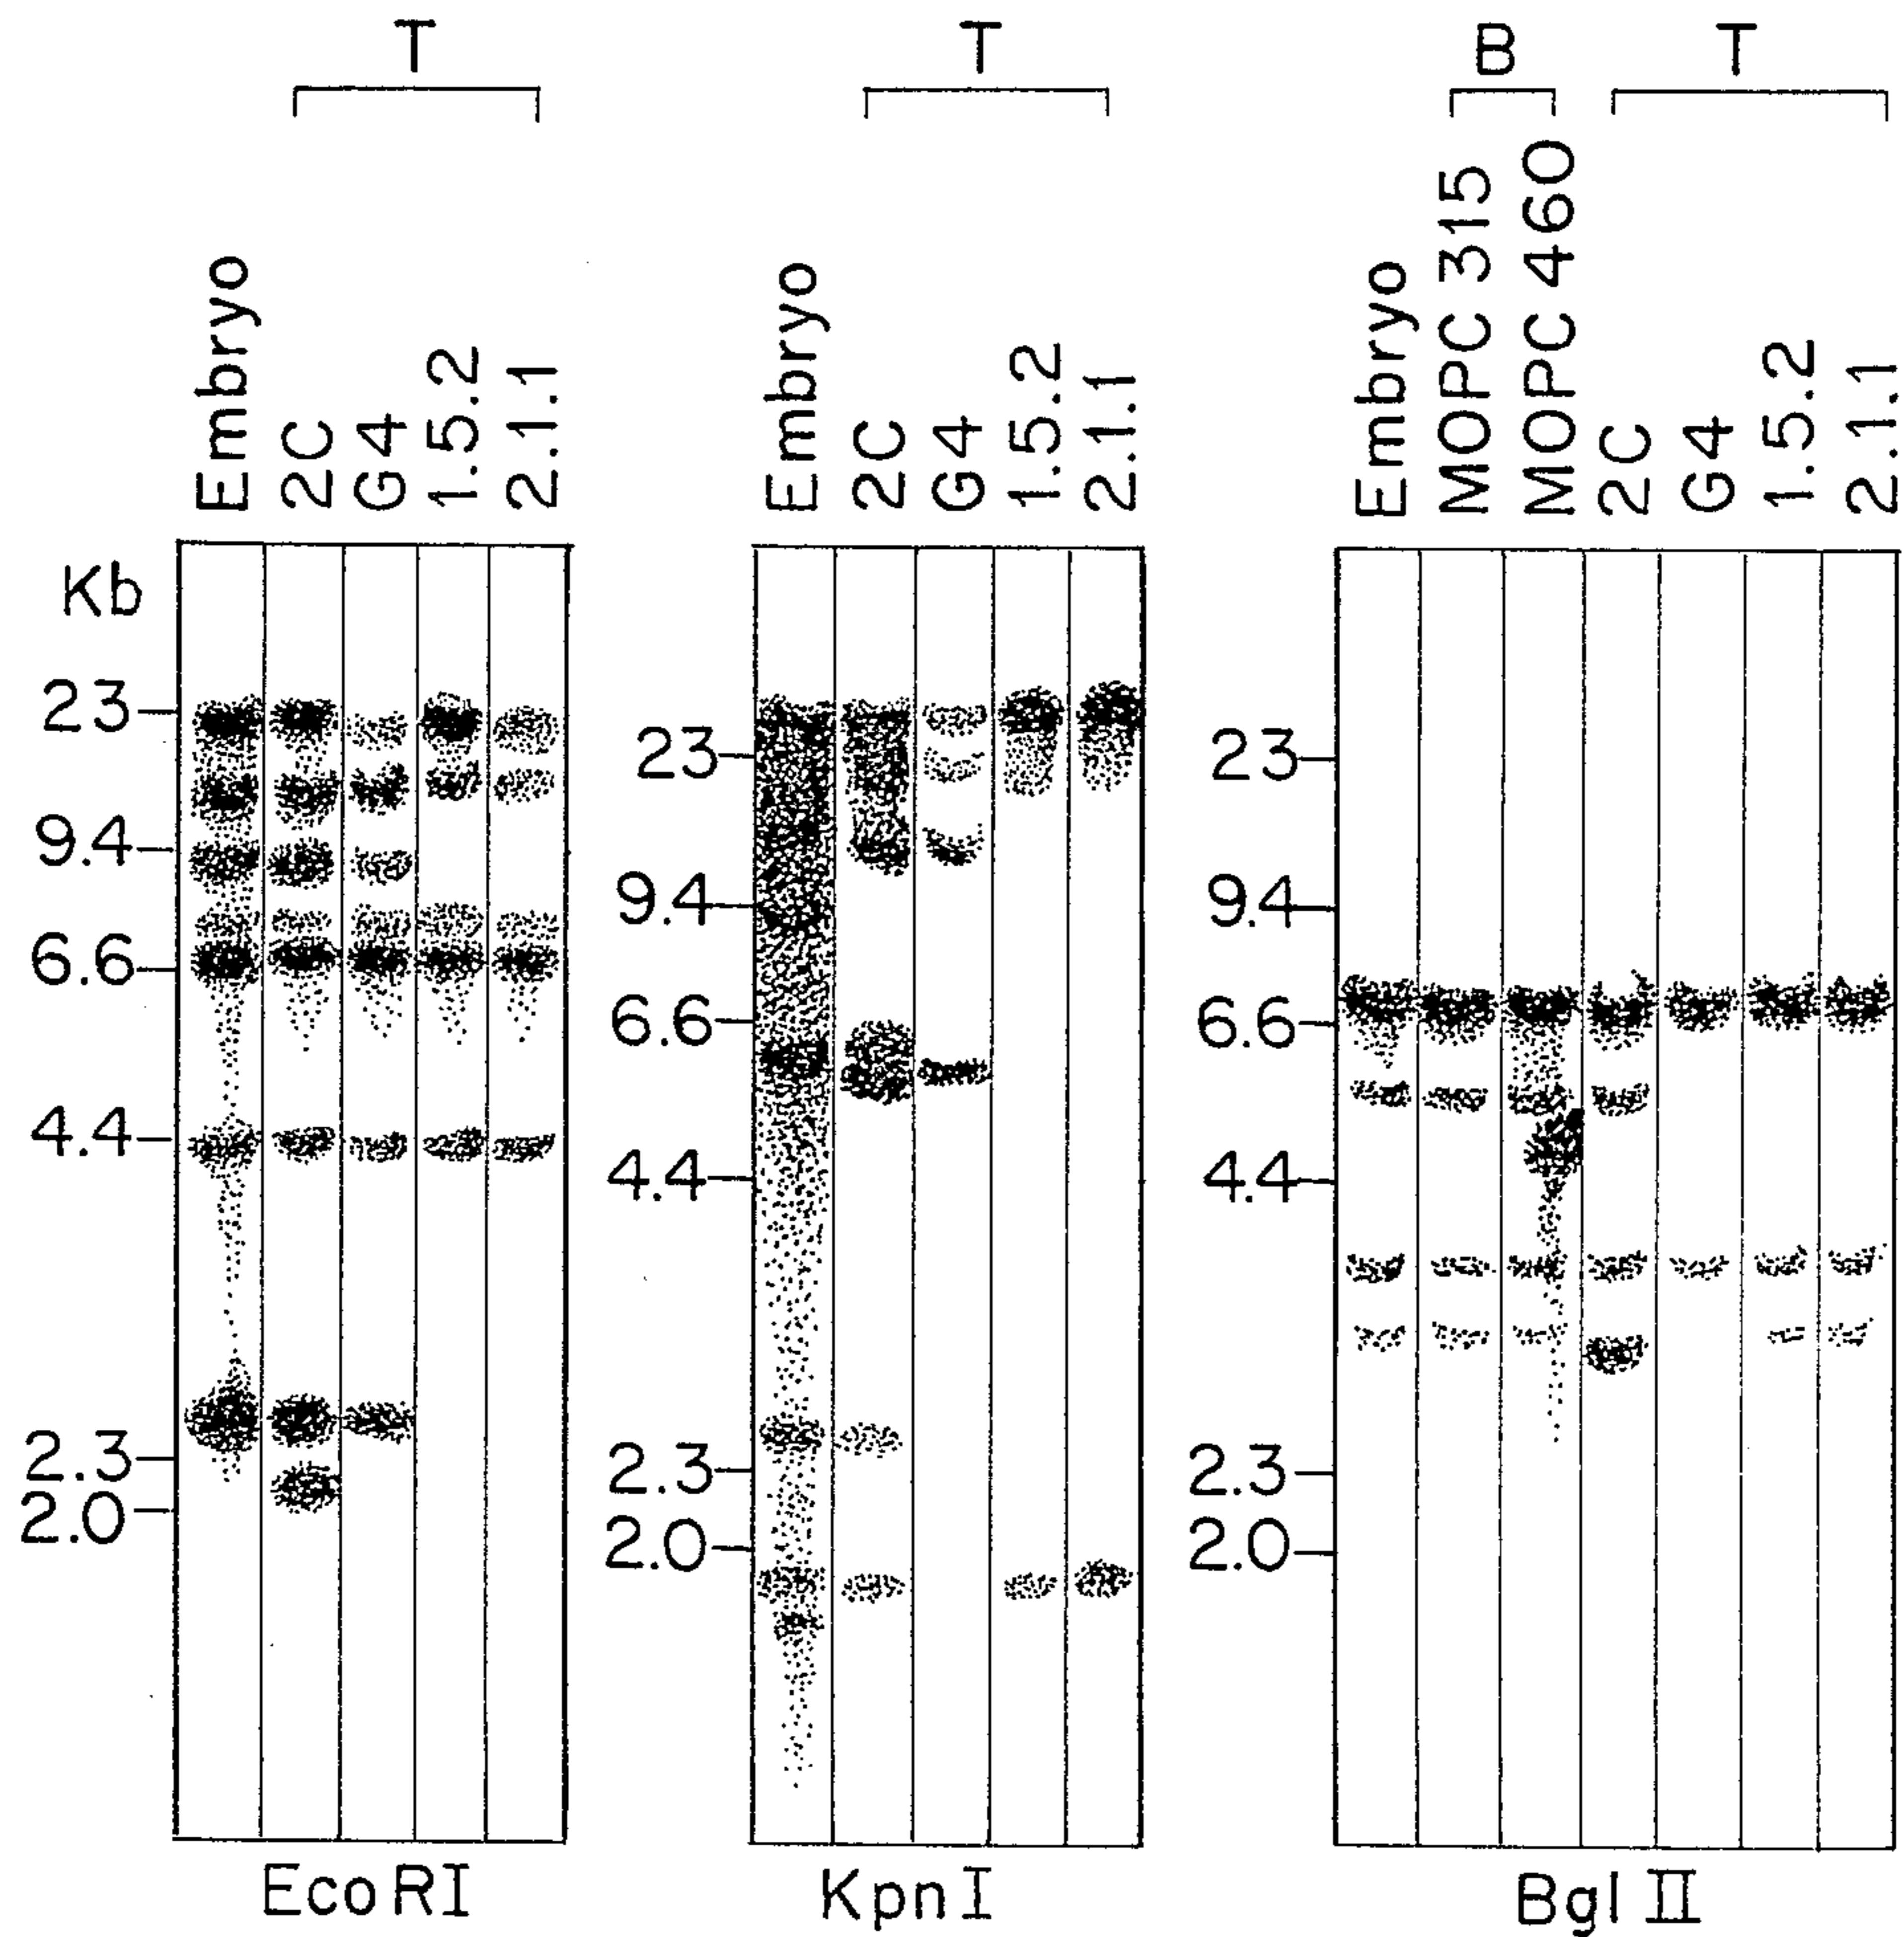 T
T
B
T
Embryo
2C
G4
1.5.2
2.1.1
Embryo
2C
G4
1.5.2
2.1.1
Embryo
MOPC 315
MOPC 460
2C
G4
1.5.2
2.1.1
Kb
23
9.4
6.6
4.4
2.3
2.0
23
9.4
6.6
4.4
2.3
2.0
23
9.4
6.6
4.4
2.3
2.0
EcoRI
KpnI
Bgl II